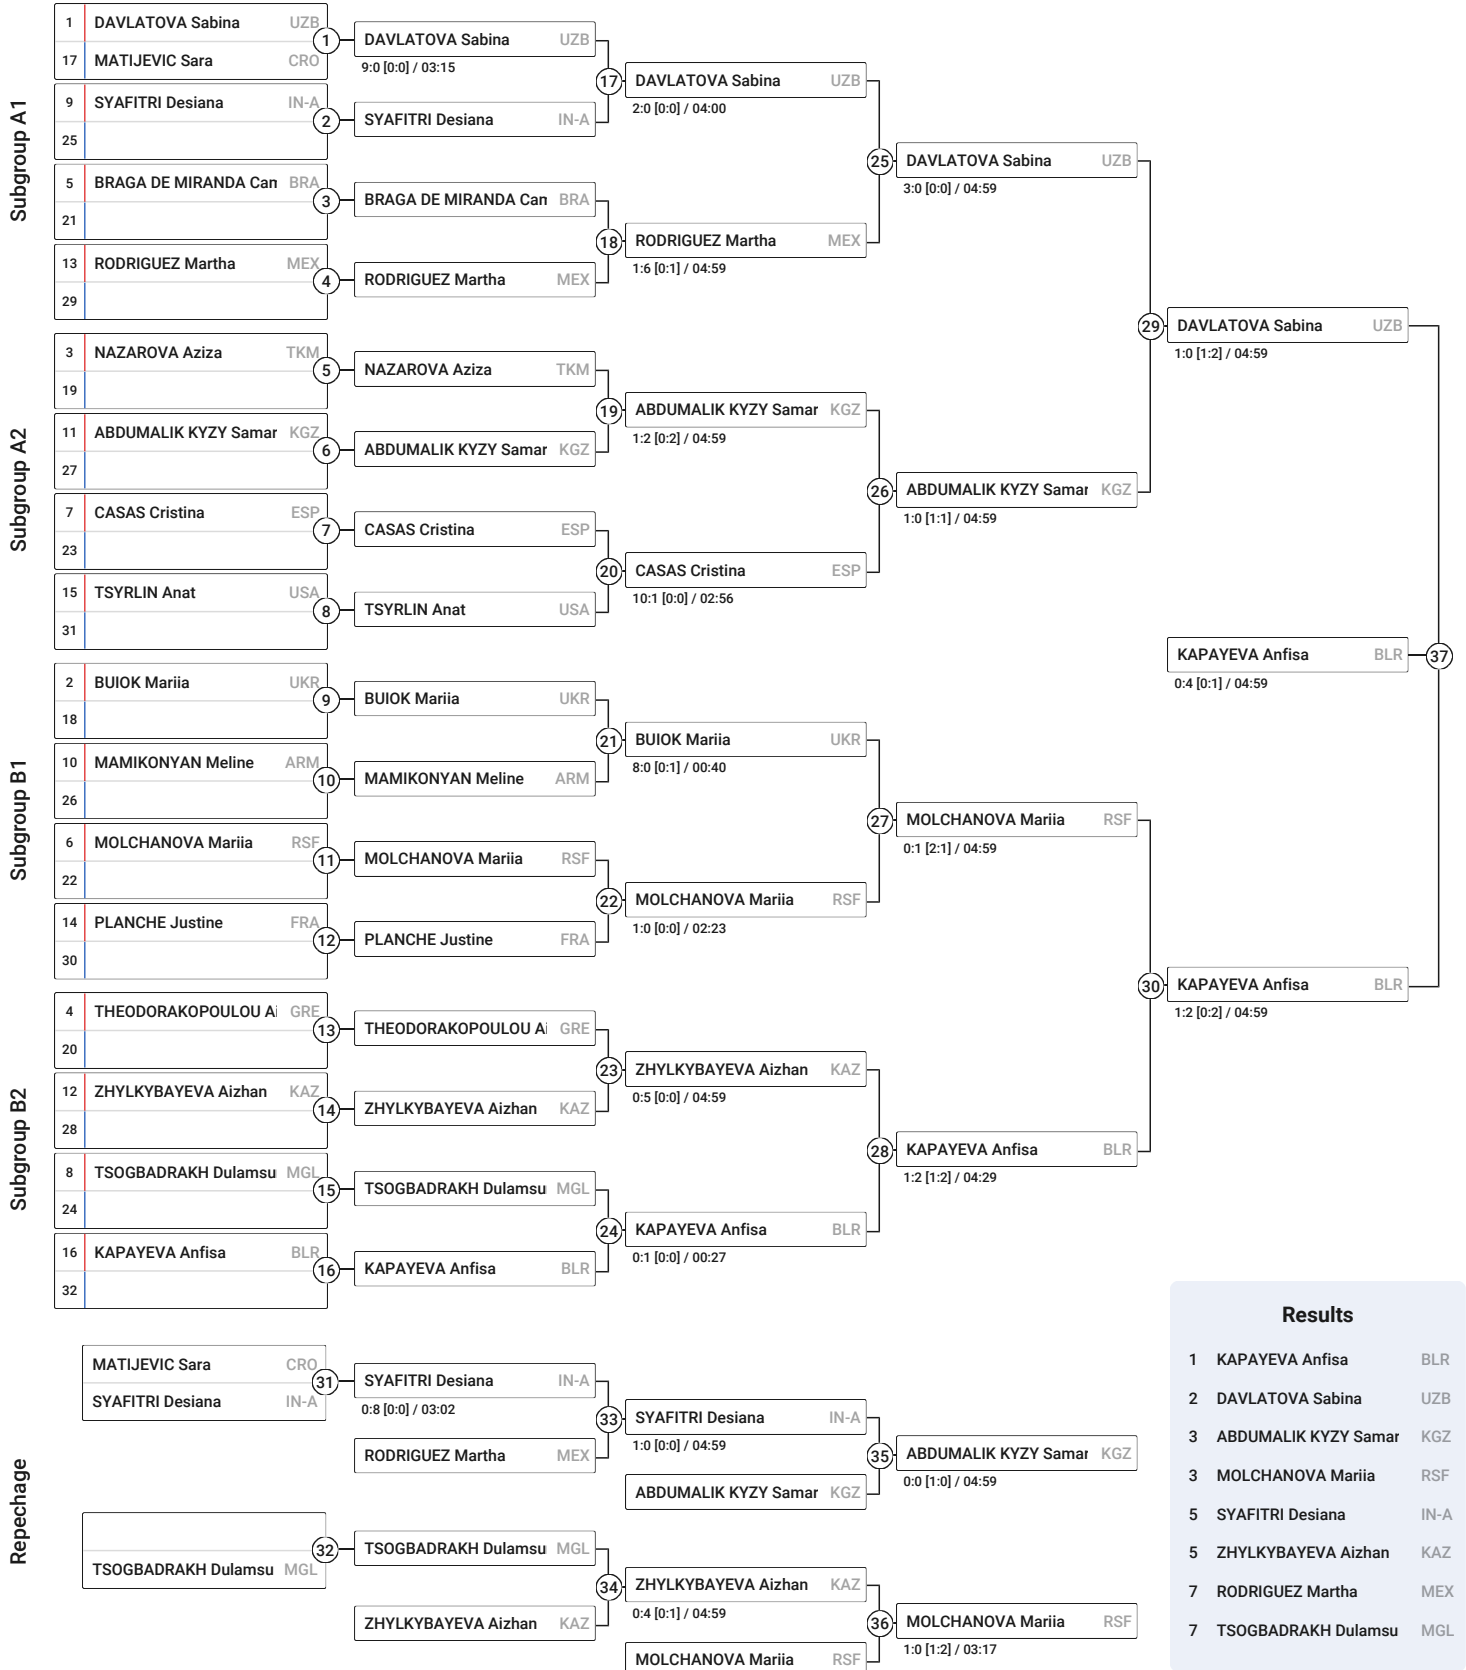 Subgroup A1
1 DAVLATOVA Sabina UZB
17 MATIJEVIC Sara CRO
1
9 SYAFITRI Desiana IN-A
25
2
5 BRAGA DE MIRANDA Cam BRA
21
3
13 RODRIGUEZ Martha MEX
29
4
DAVLATOVA Sabina UZB
9:0 [0:0] / 03:15
SYAFITRI Desiana IN-A
17
BRAGA DE MIRANDA Cam BRA
RODRIGUEZ Martha MEX
18
DAVLATOVA Sabina UZB
2:0 [0:0] / 04:00
RODRIGUEZ Martha MEX
1:6 [0:1] / 04:59
25
DAVLATOVA Sabina UZB
3:0 [0:0] / 04:59
Subgroup A2
3 NAZAROVA Aziza TKM
19
5
11 ABDUMALIK KYZY Samar KGZ
27
6
7 CASAS Cristina ESP
23
7
15 TSYRLIN Anat USA
31
8
NAZAROVA Aziza TKM
ABDUMALIK KYZY Samar KGZ
19
CASAS Cristina ESP
TSYRLIN Anat USA
20
ABDUMALIK KYZY Samar KGZ
1:2 [0:2] / 04:59
CASAS Cristina ESP
10:1 [0:0] / 02:56
26
ABDUMALIK KYZY Samar KGZ
1:0 [1:1] / 04:59
29
DAVLATOVA Sabina UZB
1:0 [1:2] / 04:59
KAPAYEVA Anfisa BLR
37
0:4 [0:1] / 04:59
Subgroup B1
2 BUIOK Mariia UKR
18
9
10 MAMIKONYAN Meline ARM
26
10
6 MOLCHANOVA Mariia RSF
22
11
14 PLANCHE Justine FRA
30
12
BUIOK Mariia UKR
MAMIKONYAN Meline ARM
21
MOLCHANOVA Mariia RSF
PLANCHE Justine FRA
22
BUIOK Mariia UKR
8:0 [0:1] / 00:40
MOLCHANOVA Mariia RSF
1:0 [0:0] / 02:23
27
MOLCHANOVA Mariia RSF
0:1 [2:1] / 04:59
Subgroup B2
4 THEODORAKOPOULOU Ai GRE
20
13
12 ZHYLKYBAYEVA Aizhan KAZ
28
14
8 TSOGBADRAKH Dulamsu MGL
24
15
16 KAPAYEVA Anfisa BLR
32
16
THEODORAKOPOULOU Ai GRE
ZHYLKYBAYEVA Aizhan KAZ
23
TSOGBADRAKH Dulamsu MGL
KAPAYEVA Anfisa BLR
24
ZHYLKYBAYEVA Aizhan KAZ
0:5 [0:0] / 04:59
KAPAYEVA Anfisa BLR
0:1 [0:0] / 00:27
28
KAPAYEVA Anfisa BLR
1:2 [1:2] / 04:29
30
KAPAYEVA Anfisa BLR
1:2 [0:2] / 04:59
Repechage
MATIJEVIC Sara CRO
SYAFITRI Desiana IN-A
31
SYAFITRI Desiana IN-A
0:8 [0:0] / 03:02
RODRIGUEZ Martha MEX
33
SYAFITRI Desiana IN-A
1:0 [0:0] / 04:59
ABDUMALIK KYZY Samar KGZ
35
ABDUMALIK KYZY Samar KGZ
0:0 [1:0] / 04:59
TSOGBADRAKH Dulamsu MGL
32
TSOGBADRAKH Dulamsu MGL
ZHYLKYBAYEVA Aizhan KAZ
34
ZHYLKYBAYEVA Aizhan KAZ
0:4 [0:1] / 04:59
MOLCHANOVA Mariia RSF
36
MOLCHANOVA Mariia RSF
1:0 [1:2] / 03:17
Results
1 KAPAYEVA Anfisa BLR
2 DAVLATOVA Sabina UZB
3 ABDUMALIK KYZY Samar KGZ
3 MOLCHANOVA Mariia RSF
5 SYAFITRI Desiana IN-A
5 ZHYLKYBAYEVA Aizhan KAZ
7 RODRIGUEZ Martha MEX
7 TSOGBADRAKH Dulamsu MGL